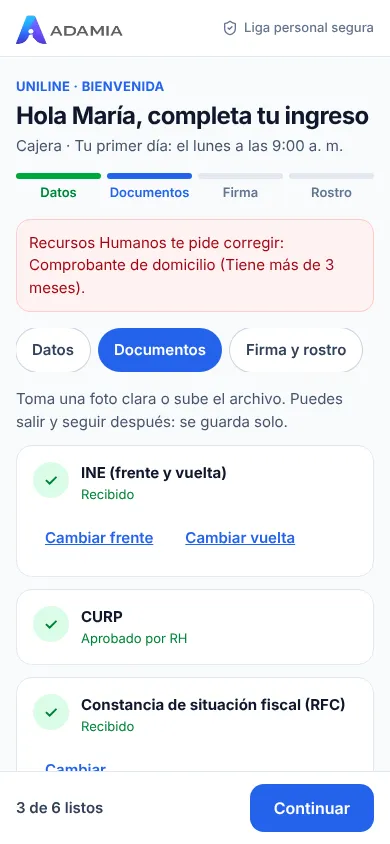 ADAMIA
Liga personal segura
UNILINE · BIENVENIDA
Hola María, completa tu ingreso
Cajera · Tu primer día: el lunes a las 9:00 a. m.
Datos
Documentos
Firma
Rostro
Recursos Humanos te pide corregir:
Comprobante de domicilio (Tiene más de 3
meses).
Datos
Documentos
Firma y rostro
Toma una foto clara o sube el archivo. Puedes
salir y seguir después: se guarda solo.
INE (frente y vuelta)
Recibido
Cambiar frente
Cambiar vuelta
CURP
Aprobado por RH
Constancia de situación fiscal (RFC)
Recibido
Cambiar
3 de 6 listos
Continuar